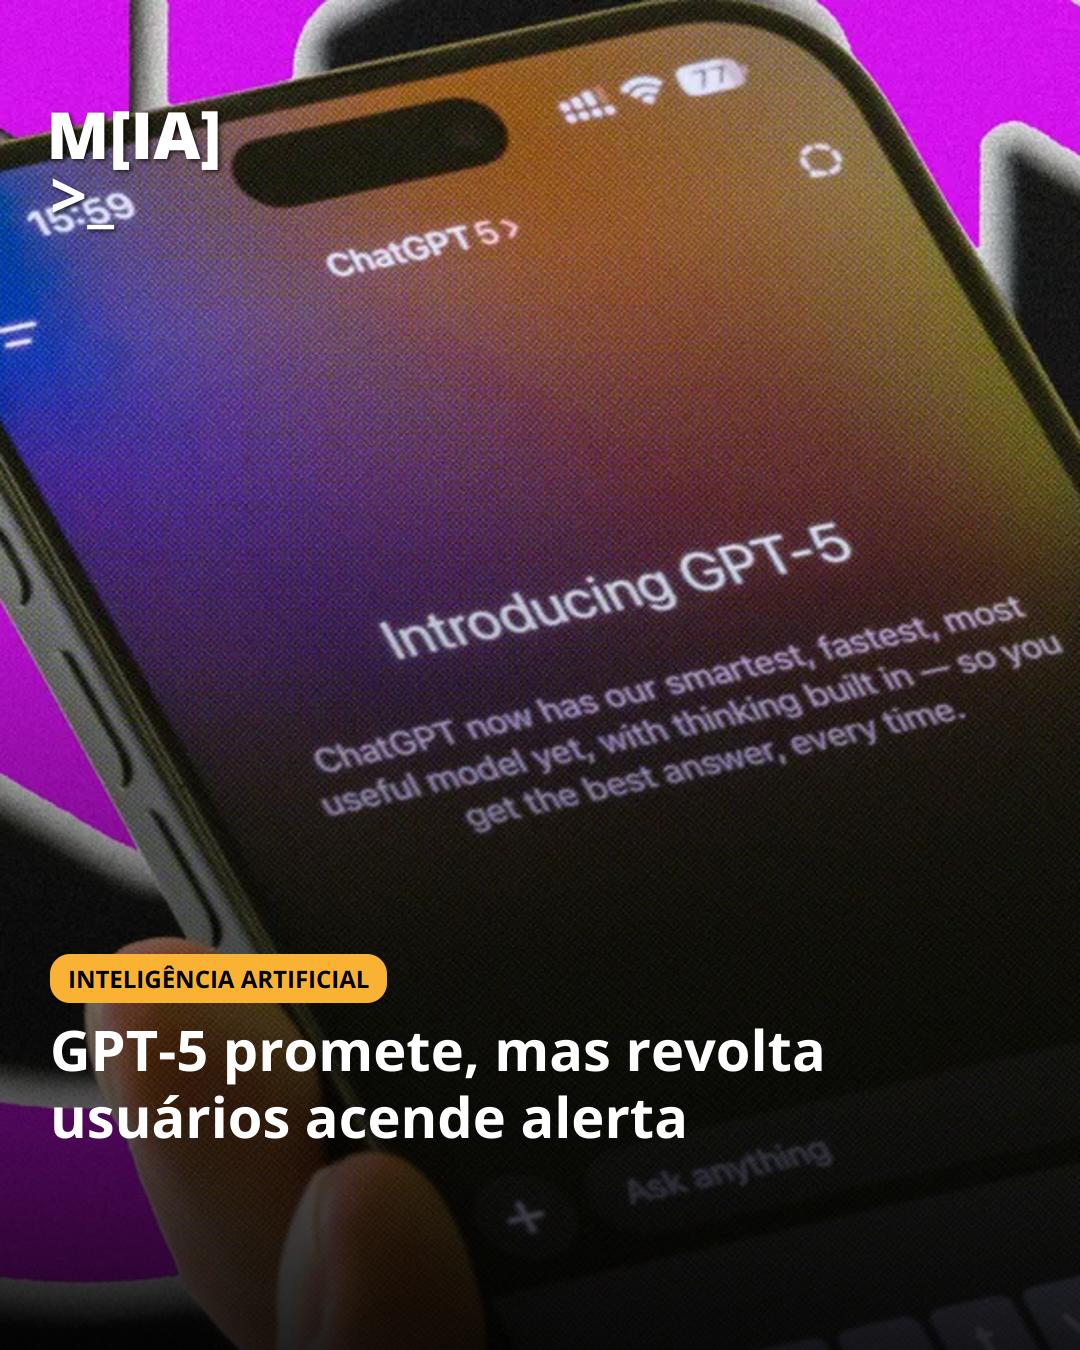 M[IA]
>_
77
15:59
ChatGPT 5 >
Introducing GPT-5
ChatGPT now has our smartest, fastest, most
useful model yet, with thinking built in — so you
get the best answer, every time.
INTELIGÊNCIA ARTIFICIAL
GPT-5 promete, mas revolta
usuários acende alerta
Ask anything
t